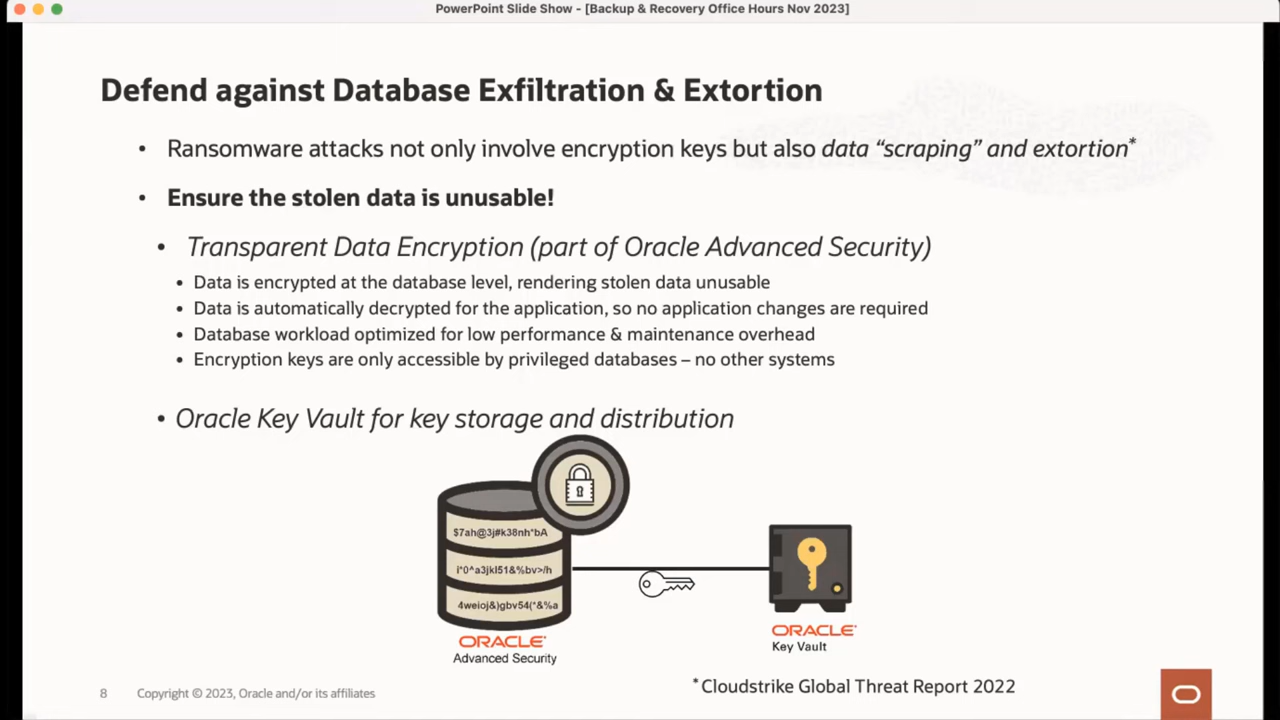 PowerPoint Slide Show - [Backup & Recovery Office Hours Nov 2023]
Defend against Database Exfiltration & Extortion
• Ransomware attacks not only involve encryption keys but also data “scraping” and extortion*
• Ensure the stolen data is unusable!
• Transparent Data Encryption (part of Oracle Advanced Security)
• Data is encrypted at the database level, rendering stolen data unusable
• Data is automatically decrypted for the application, so no application changes are required
• Database workload optimized for low performance & maintenance overhead
• Encryption keys are only accessible by privileged databases – no other systems
• Oracle Key Vault for key storage and distribution
$7ah@3j#k38nh*bA
i*0^a3jkl51&%bv>/h
4weioj&)gbv54(*&%a
ORACLE
Advanced Security
ORACLE
Key Vault
*Cloudstrike Global Threat Report 2022
8 Copyright © 2023, Oracle and/or its affiliates